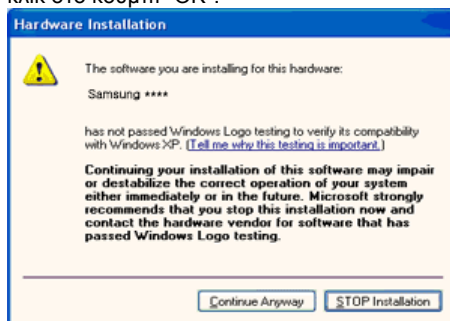 κλικ στο κουμπί "OK".
Hardware Installation
The software you are installing for this hardware:
Samsung ****
has not passed Windows Logo testing to verify its compatibility
with Windows XP. (Tell me why this testing is important.)
Continuing your installation of this software may impair
or destabilize the correct operation of your system
either immediately or in the future. Microsoft strongly
recommends that you stop this installation now and
contact the hardware vendor for software that has
passed Windows Logo testing.
Continue Anyway
STOP Installation